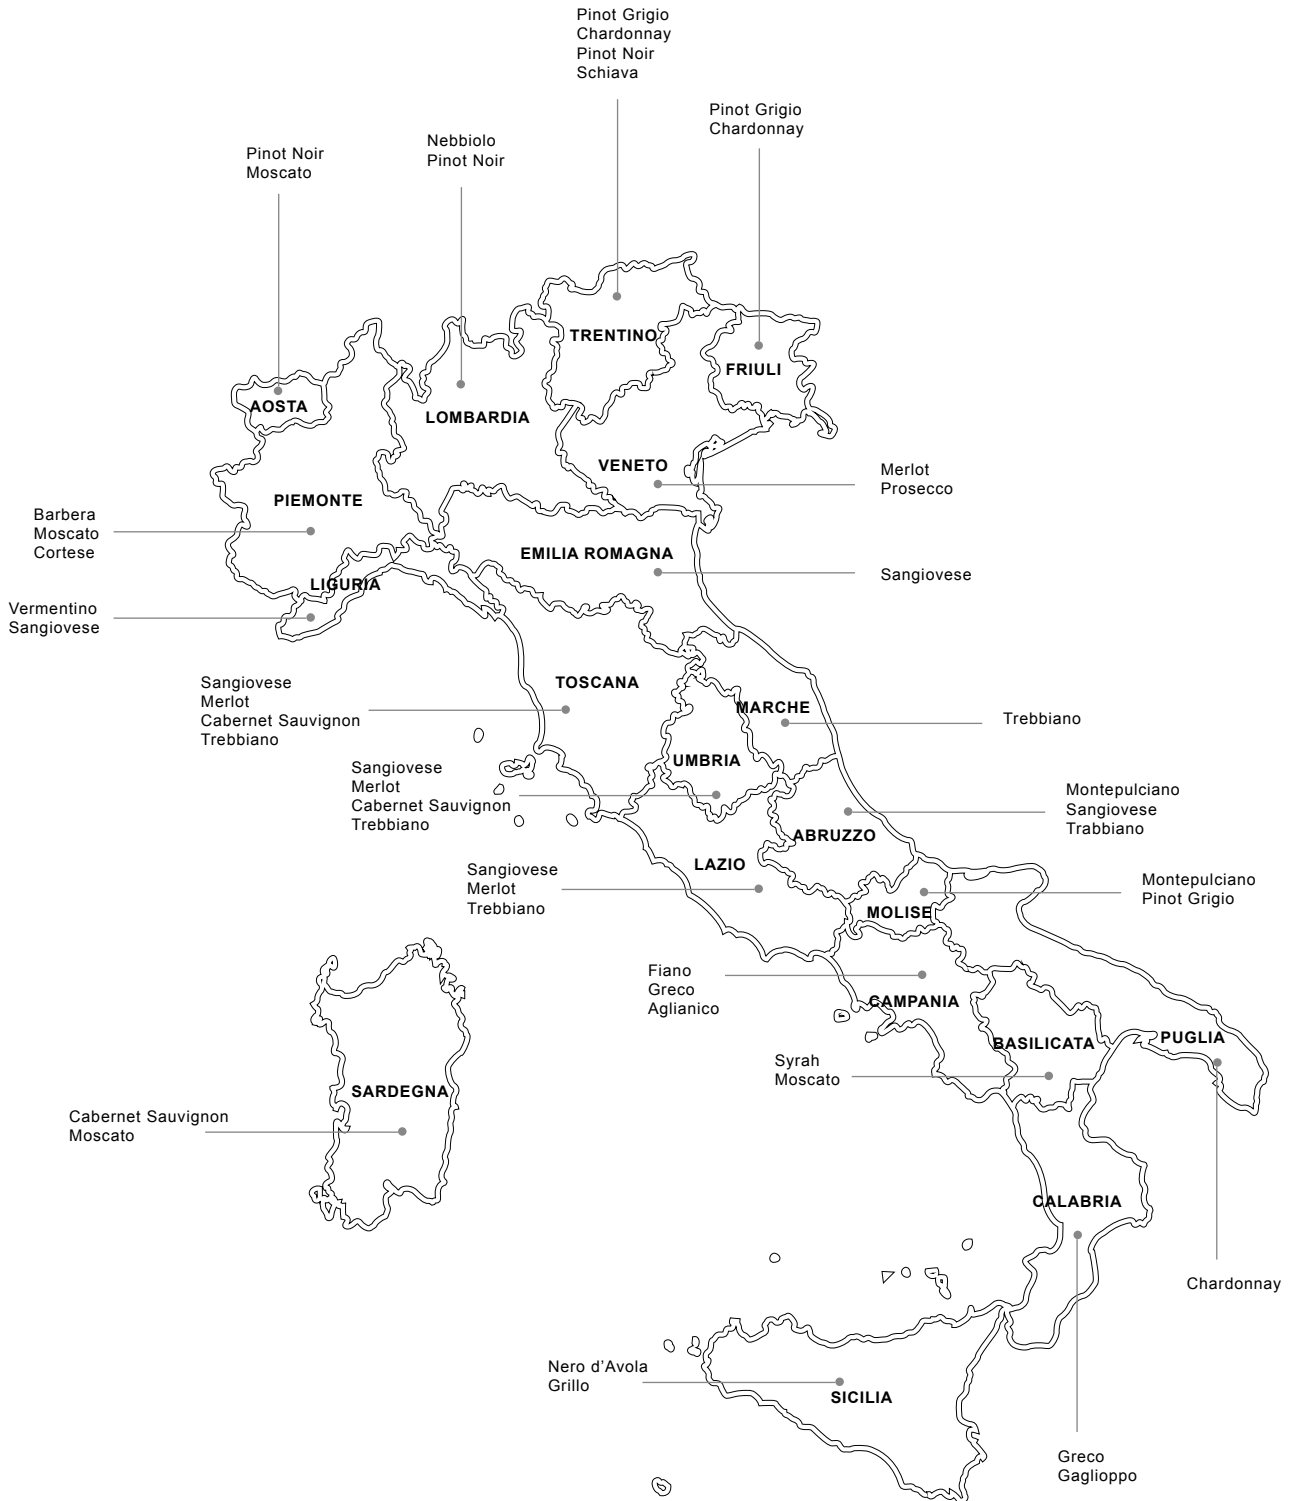 Pinot Grigio
Chardonnay
Pinot Noir
Schiava
Pinot Grigio
Chardonnay
Nebbiolo
Pinot Noir
Pinot Noir
Moscato
TRENTINO
FRIULI
AOSTA
LOMBARDIA
VENETO
Merlot
Prosecco
PIEMONTE
Barbera
Moscato
Cortese
EMILIA ROMAGNA
Sangiovese
LIGURIA
Vermentino
Sangiovese
TOSCANA
Sangiovese
Merlot
Cabernet Sauvignon
Trebbiano
MARCHE
Trebbiano
UMBRIA
Sangiovese
Merlot
Cabernet Sauvignon
Trebbiano
Montepulciano
Sangiovese
Trabbiano
ABRUZZO
LAZIO
Sangiovese
Merlot
Trebbiano
Montepulciano
Pinot Grigio
MOLISE
Fiano
Greco
Aglianico
CAMPANIA
BASILICATA
PUGLIA
Syrah
Moscato
SARDEGNA
Cabernet Sauvignon
Moscato
CALABRIA
Chardonnay
Nero d’Avola
Grillo
SICILIA
Greco
Gaglioppo